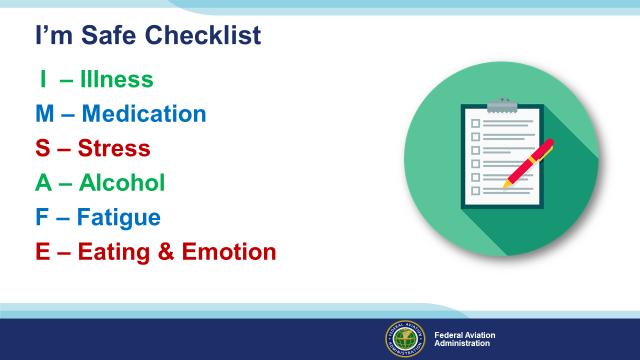 I'm Safe Checklist
I – Illness
M – Medication
S – Stress
A – Alcohol
F – Fatigue
E – Eating & Emotion
Federal Aviation
Administration